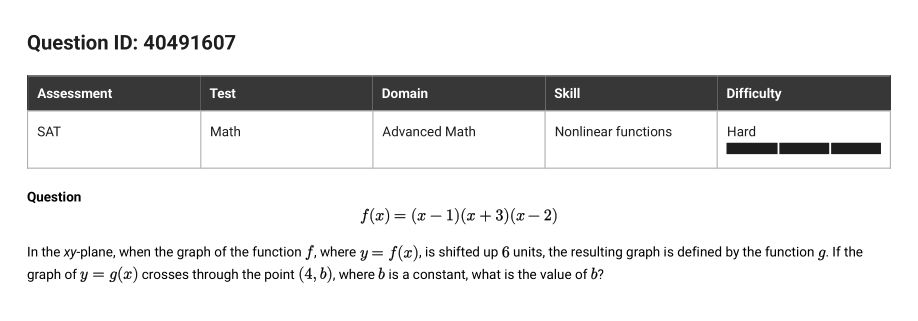 Question ID: 40491607
Assessment Test Domain Skill Difficulty
SAT Math Advanced Math Nonlinear functions Hard
Question
f(x) = (x − 1)(x + 3)(x − 2)
In the xy-plane, when the graph of the function f, where y = f(x), is shifted up 6 units, the resulting graph is defined by the function g. If the
graph of y = g(x) crosses through the point (4, b), where b is a constant, what is the value of b?